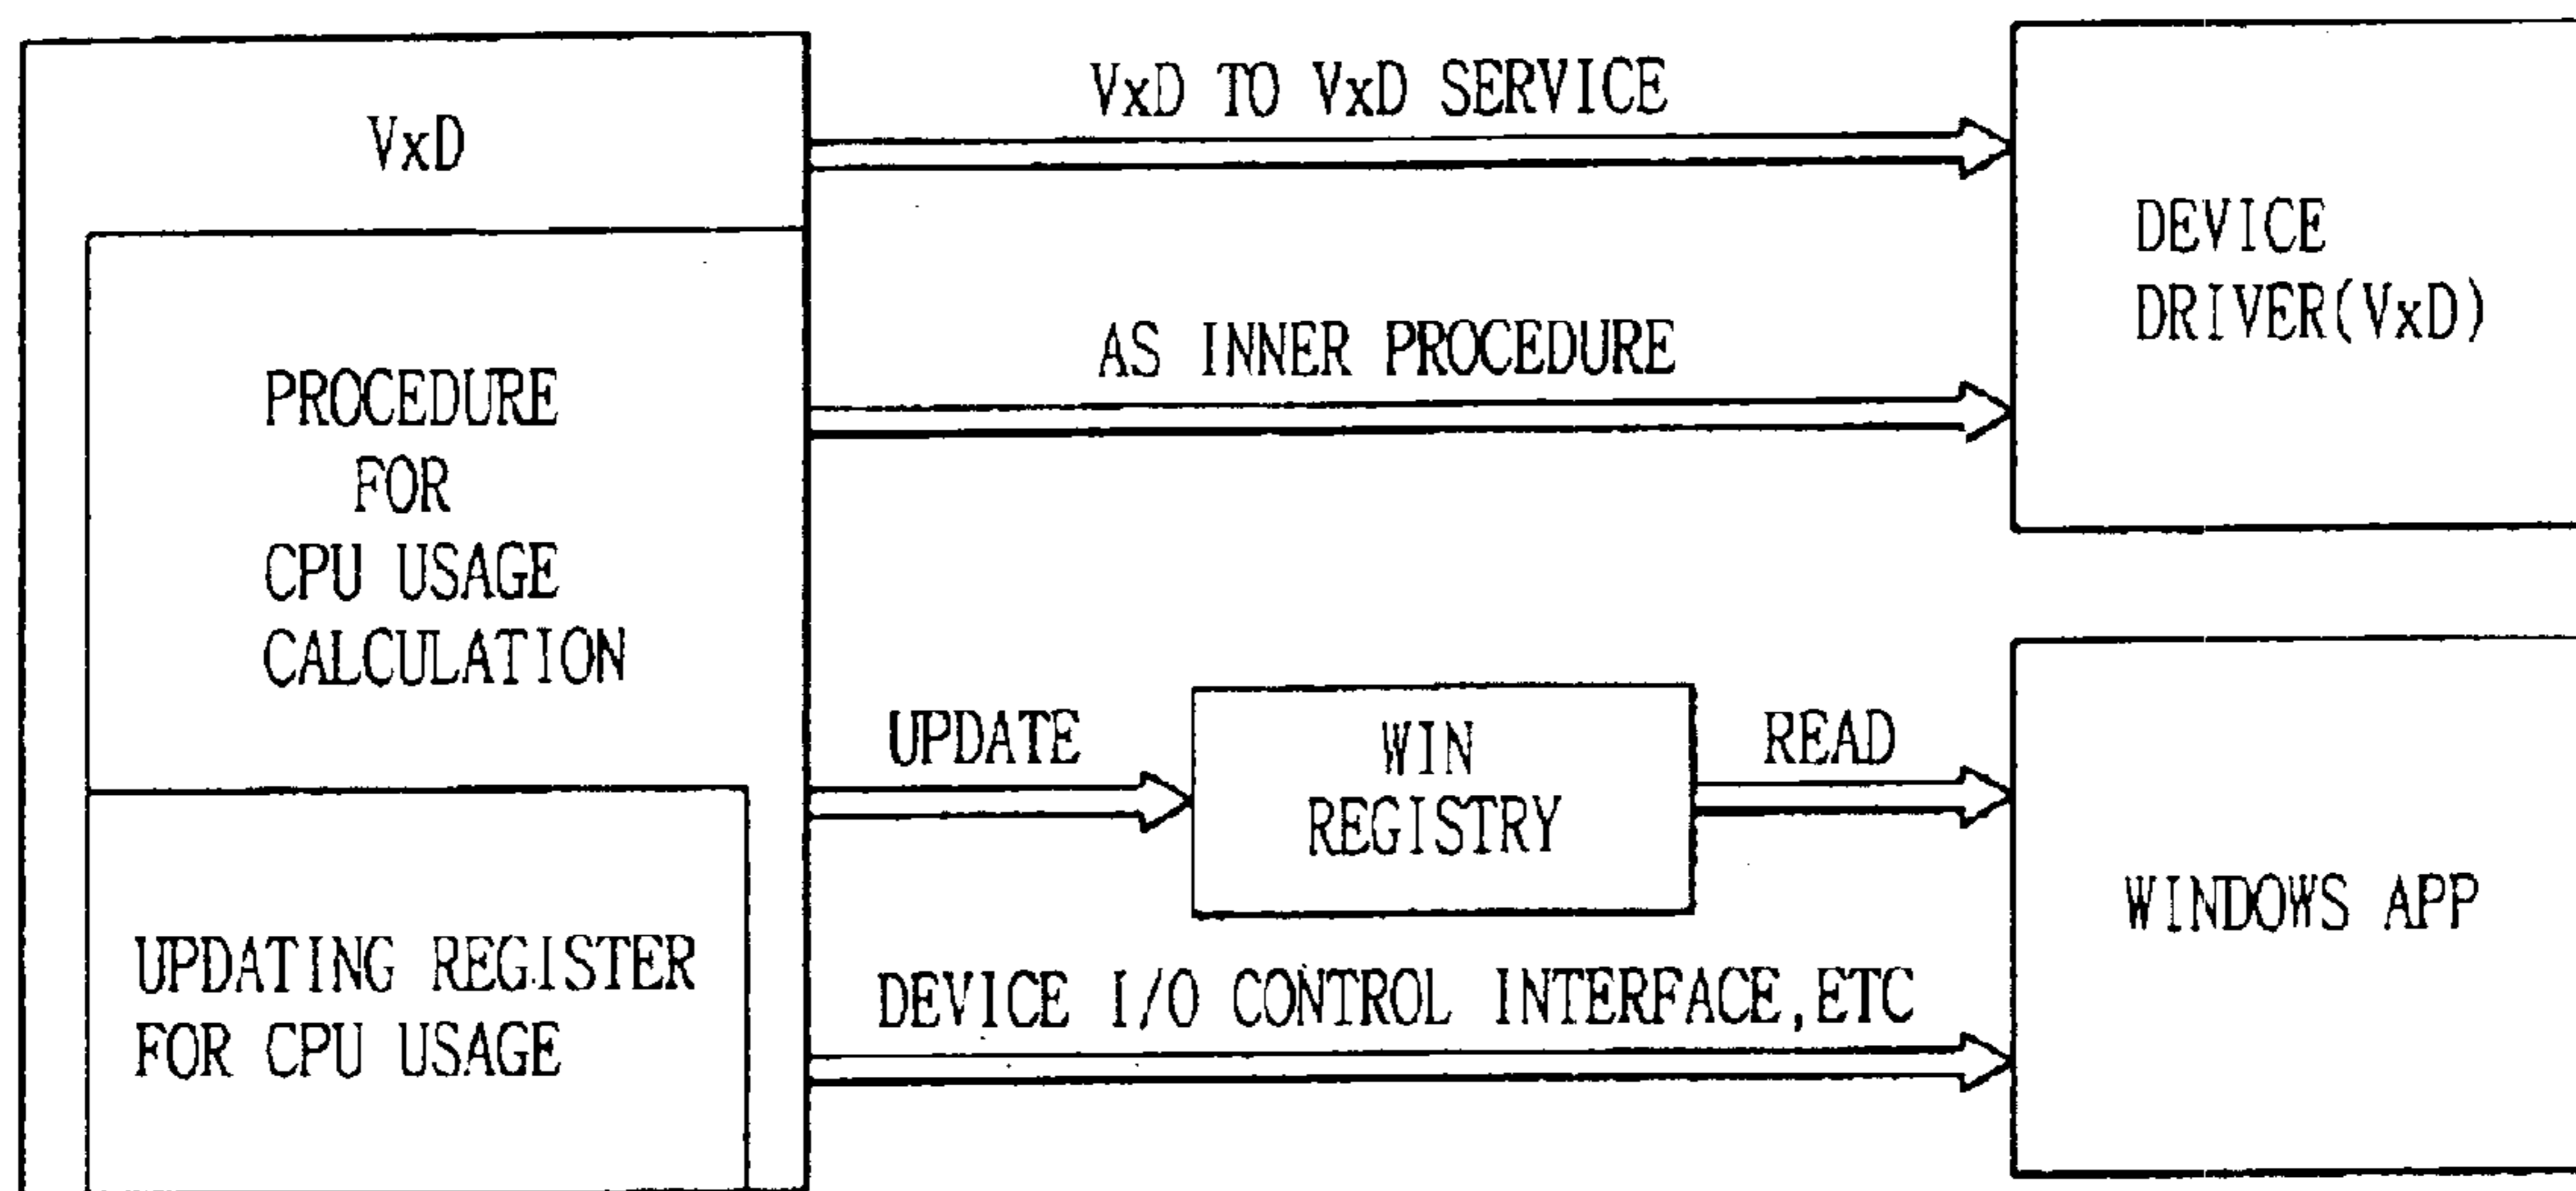 VxD
PROCEDURE
FOR
CPU USAGE
CALCULATION
UPDATING REGISTER
FOR CPU USAGE
VxD TO VxD SERVICE
AS INNER PROCEDURE
UPDATE
WIN
REGISTRY
READ
DEVICE I/O CONTROL INTERFACE,ETC
DEVICE
DRIVER(VxD)
WINDOWS APP